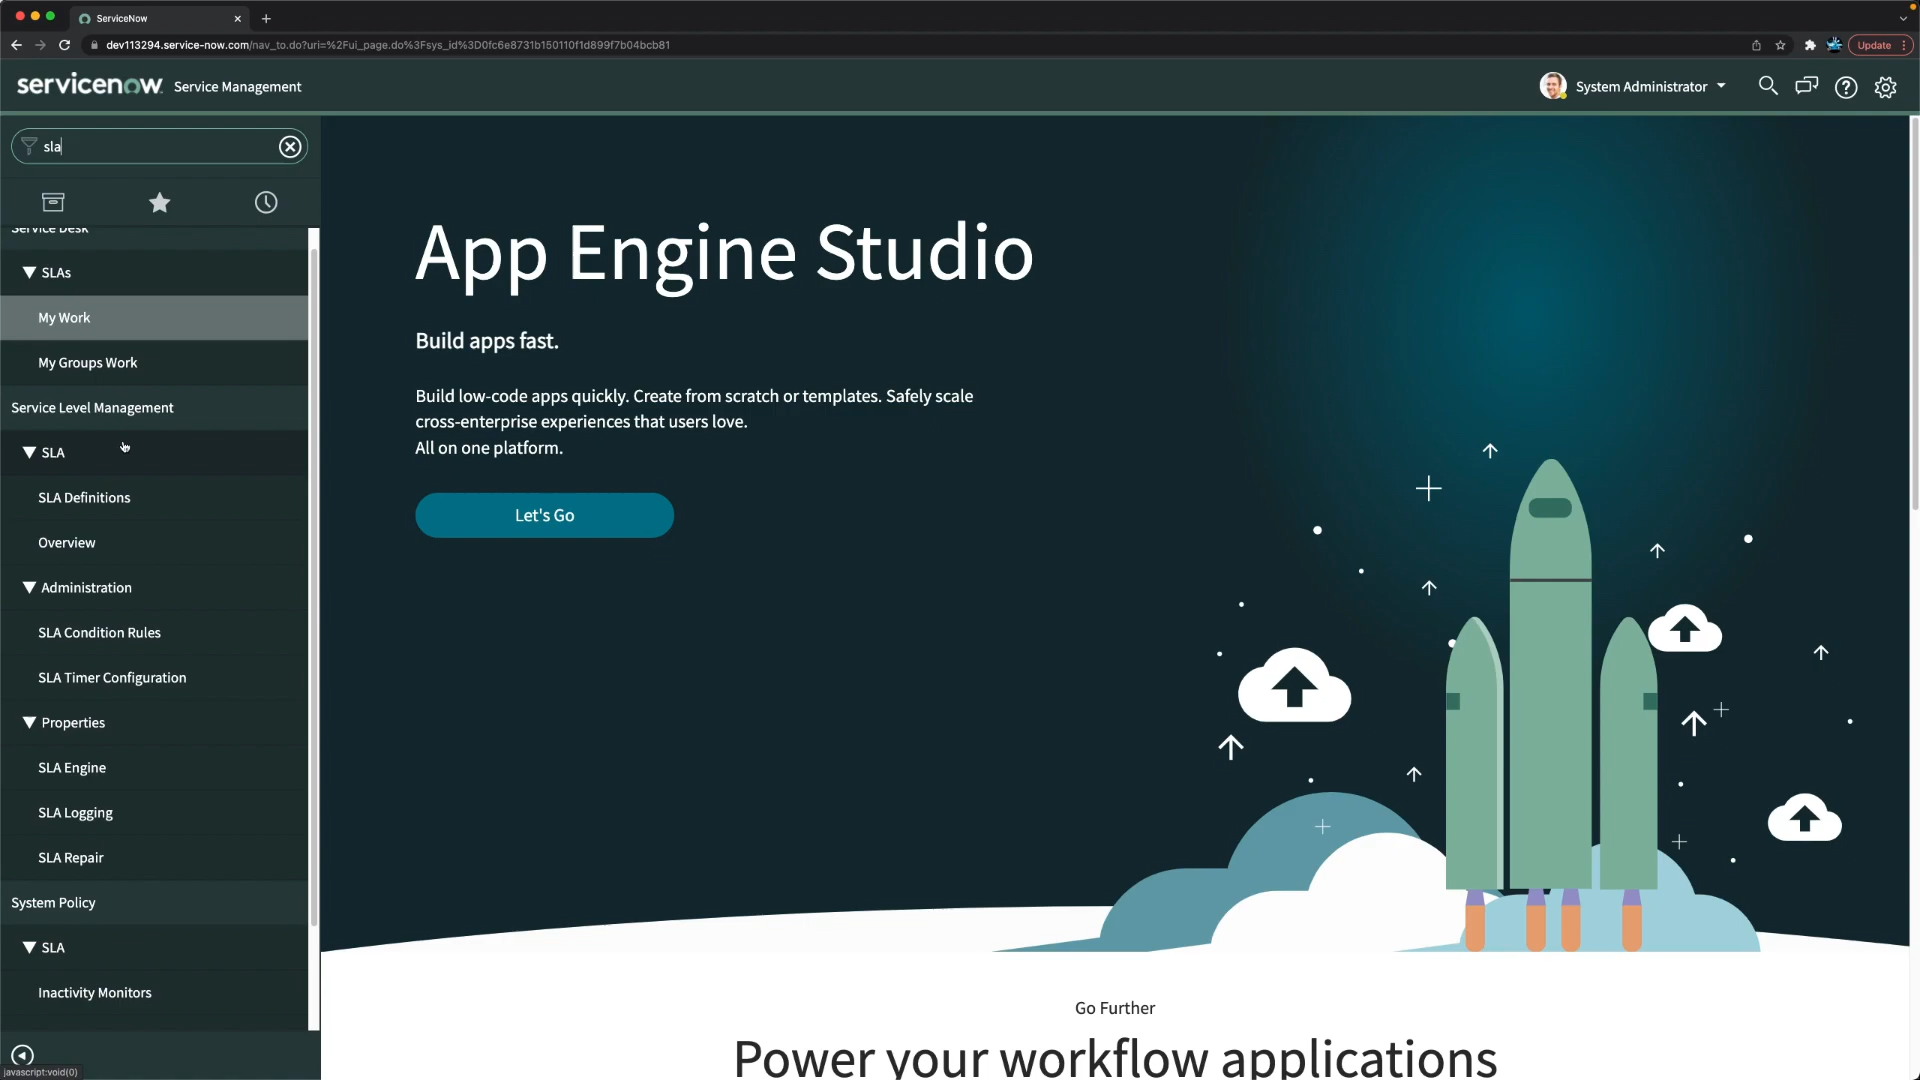 ServiceNow
dev113294.service-now.com/nav_to.do?uri=%2Fui_page.do%3Fsys_id%3D0fc6e8731b150110f1d899f7b04bcb81
Update
servicenow
Service Management
System Administrator
sla
Service Desk
SLAs
My Work
My Groups Work
Service Level Management
SLA
SLA Definitions
Overview
Administration
SLA Condition Rules
SLA Timer Configuration
Properties
SLA Engine
SLA Logging
SLA Repair
System Policy
SLA
Inactivity Monitors
javascript:void(0)
App Engine Studio
Build apps fast.
Build low-code apps quickly. Create from scratch or templates. Safely scale
cross-enterprise experiences that users love.
All on one platform.
Let's Go
Go Further
Power your workflow applications